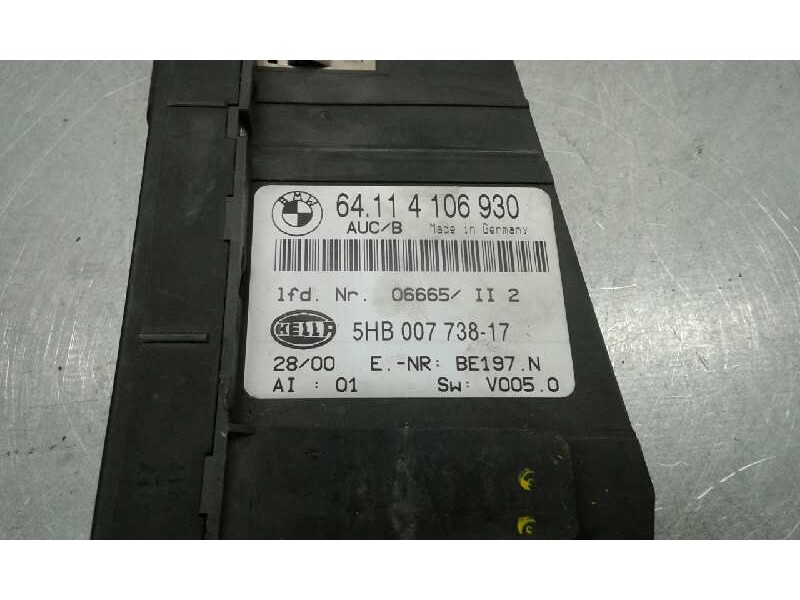 BMW
64.11 4 106 930
AUC/B Made in Germany
lfd. Nr. 06665/ II 2
HELLA 5HB 007 738-17
28/00 E.-NR: BE197.N
AI : 01 Sw: V005.0